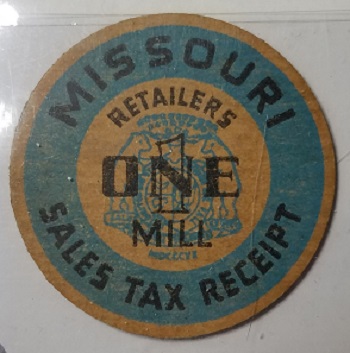 MISSOURI
RETAILERS
ONE
1
MILL
SALES TAX RECEIPT